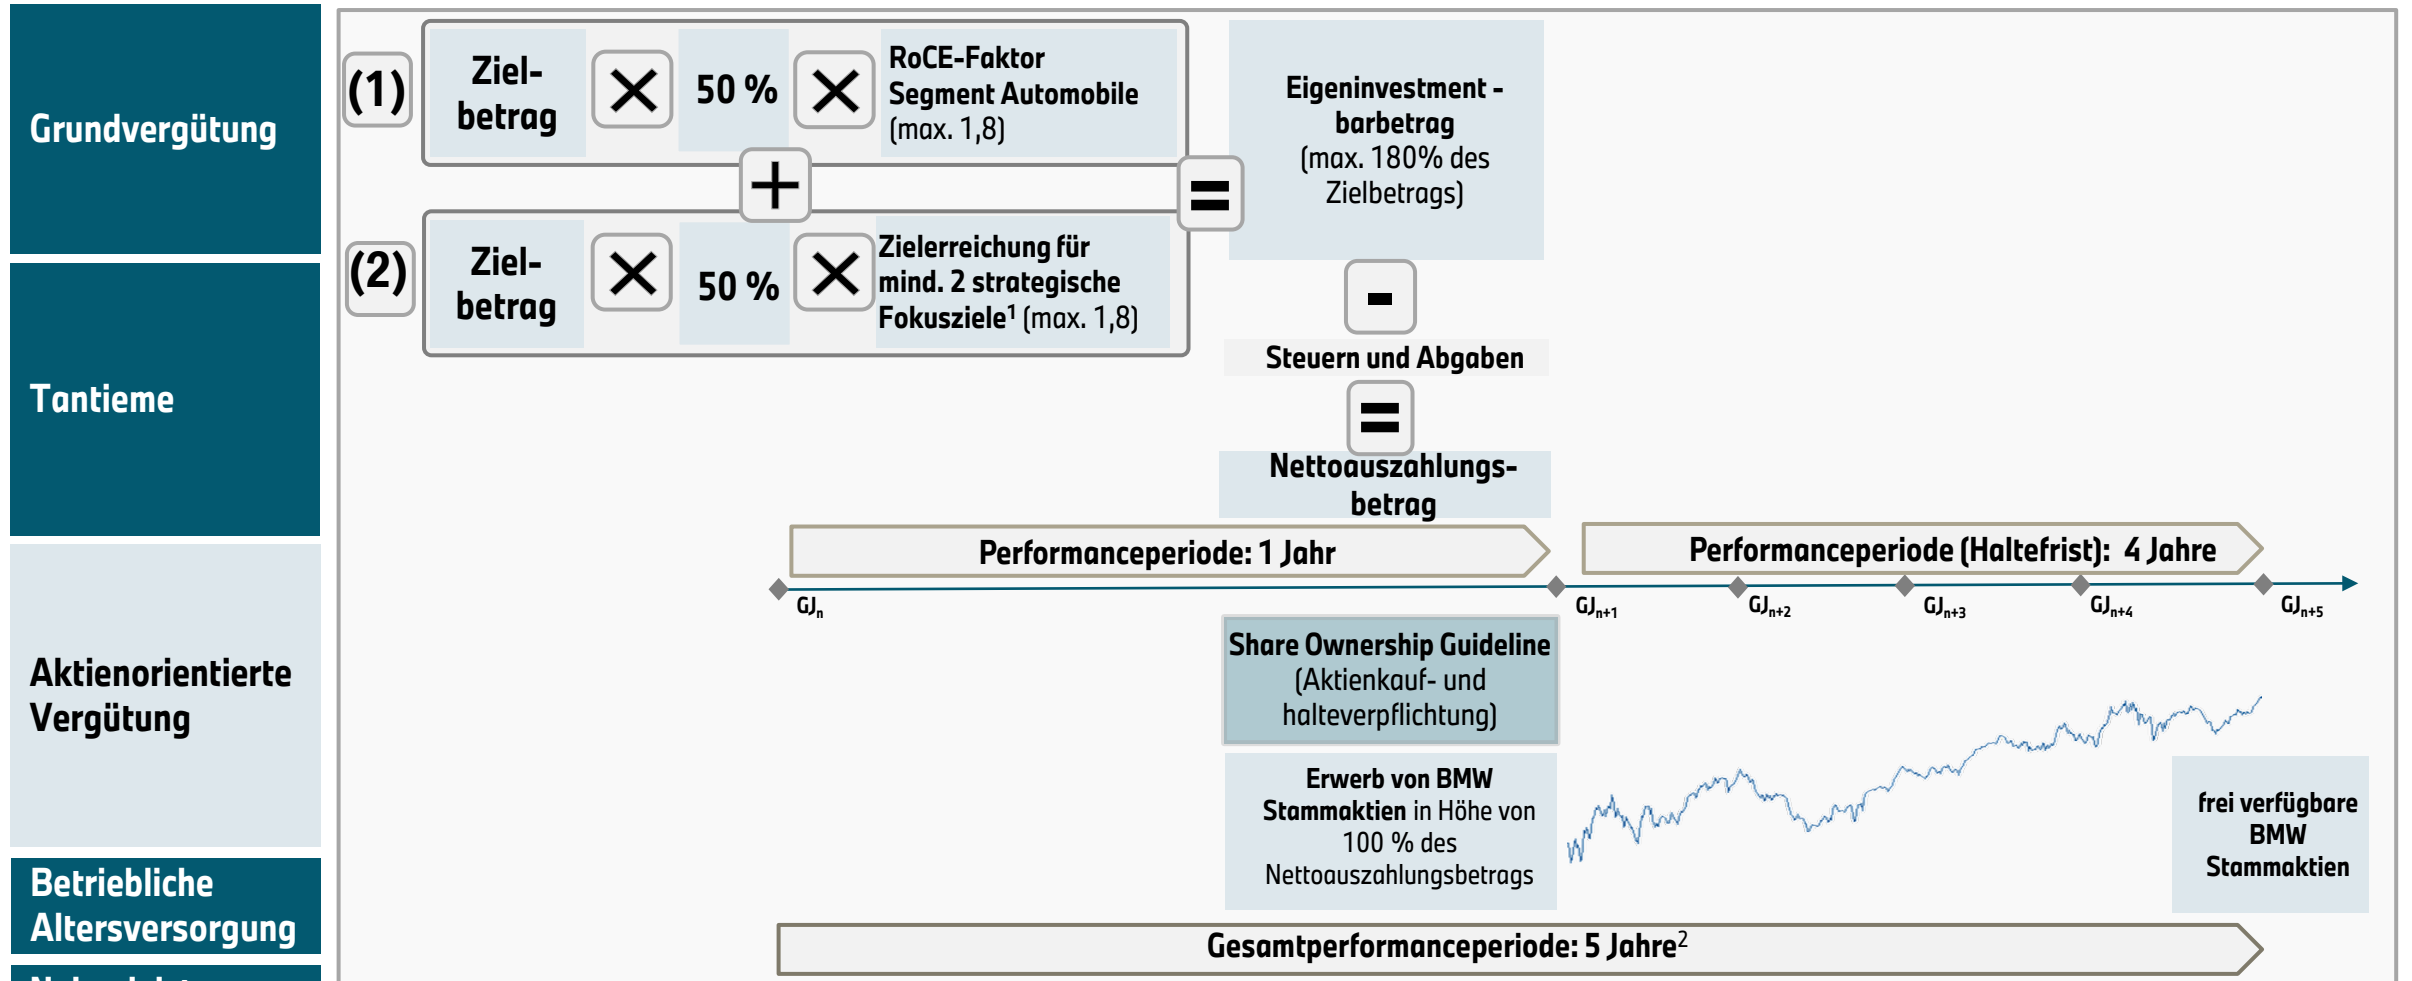 Grundvergütung
Tantieme
Aktienorientierte
Vergütung
Betriebliche
Altersversorgung
(1)
Ziel-
betrag
50 %
RoCE-Faktor
Segment Automobile
(max. 1,8)
+
(2)
Ziel-
betrag
50 %
Zielerreichung für
mind. 2 strategische
Fokusziele¹ (max. 1,8)
=
Eigeninvestment -
barbetrag
(max. 180% des
Zielbetrags)
-
Steuern und Abgaben
=
Nettoauszahlungs-
betrag
Performanceperiode: 1 Jahr
Performanceperiode (Haltefrist): 4 Jahre
GJn
GJn+1
GJn+2
GJn+3
GJn+4
GJn+5
Share Ownership Guideline
(Aktienkauf- und
halteverpflichtung)
Erwerb von BMW
Stammaktien in Höhe von
100 % des
Nettoauszahlungsbetrags
frei verfügbare
BMW
Stammaktien
Gesamtperformanceperiode: 5 Jahre²